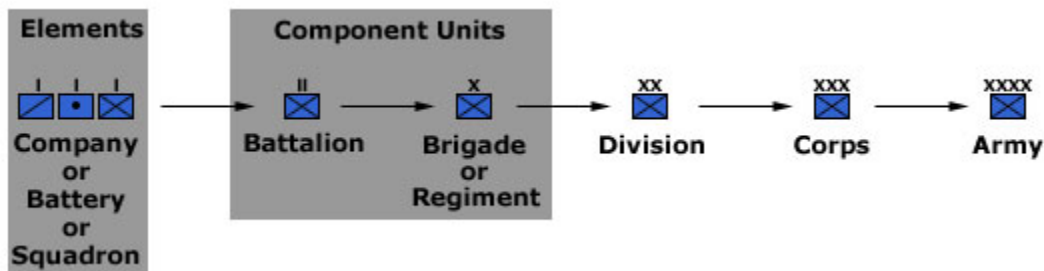 Elements
Component Units
I I I
II
X
XX
XXX
XXXX
Company
or
Battery
or
Squadron
Battalion
Brigade
or
Regiment
Division
Corps
Army